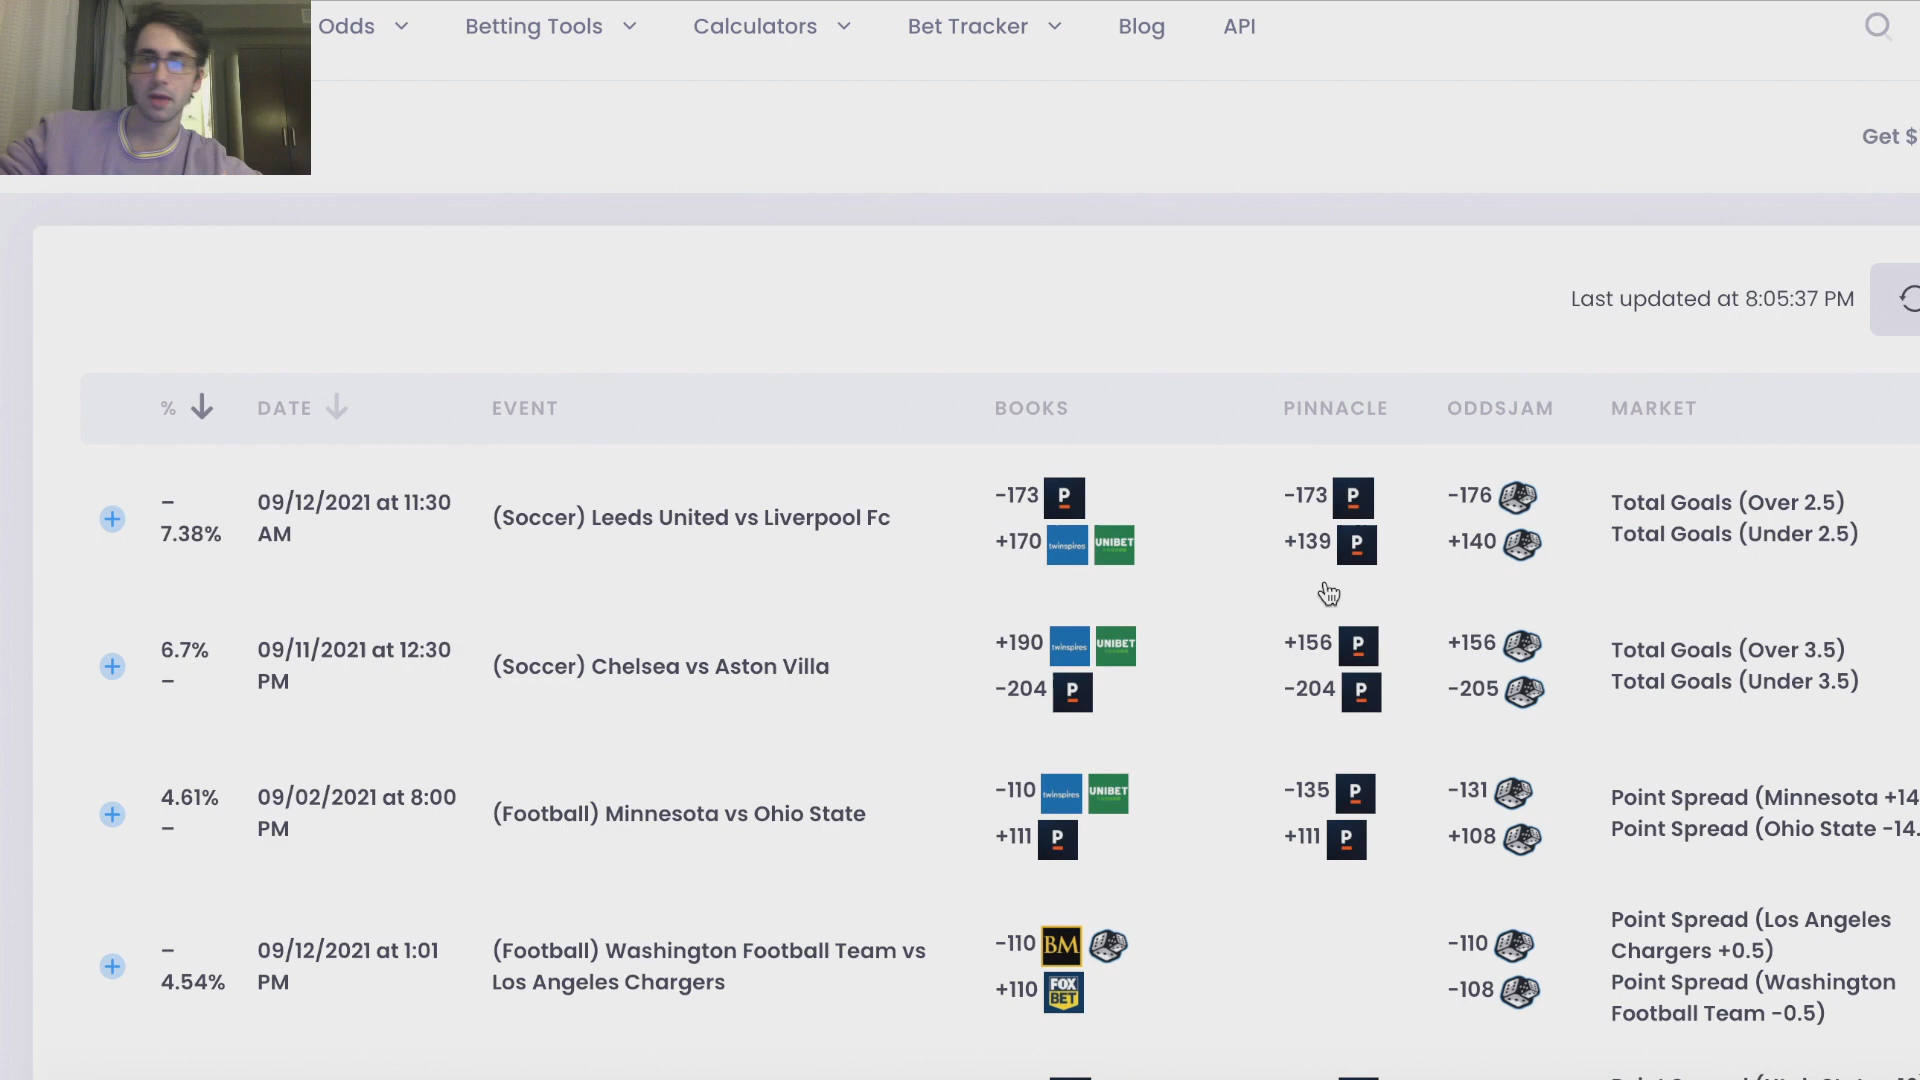 Odds Betting Tools Calculators Bet Tracker Blog API
Get $
Last updated at 8:05:37 PM
% DATE EVENT BOOKS PINNACLE ODDSJAM MARKET
–
7.38%
09/12/2021 at 11:30
AM
(Soccer) Leeds United vs Liverpool Fc
-173 P
+170 twinspires UNIBET
-173 P
+139 P
-176
+140
Total Goals (Over 2.5)
Total Goals (Under 2.5)
6.7%
–
09/11/2021 at 12:30
PM
(Soccer) Chelsea vs Aston Villa
+190 twinspires UNIBET
-204 P
+156 P
-204 P
+156
-205
Total Goals (Over 3.5)
Total Goals (Under 3.5)
4.61%
–
09/02/2021 at 8:00
PM
(Football) Minnesota vs Ohio State
-110 twinspires UNIBET
+111 P
-135 P
+111 P
-131
+108
Point Spread (Minnesota +14
Point Spread (Ohio State -14.
–
4.54%
09/12/2021 at 1:01
PM
(Football) Washington Football Team vs
Los Angeles Chargers
-110 BM
+110 FOX BET
-110
-108
Point Spread (Los Angeles
Chargers +0.5)
Point Spread (Washington
Football Team -0.5)